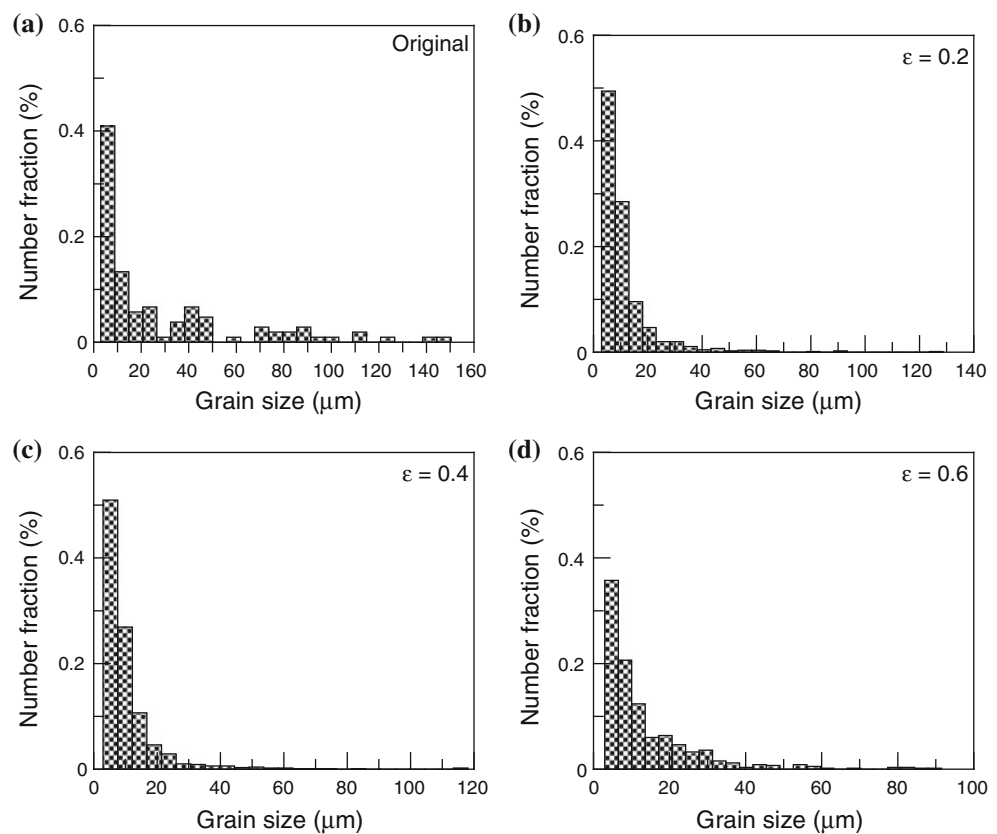 (a)
Original
Number fraction (%)
0.6
0.4
0.2
0
0 20 40 60 80 100 120 140 160
Grain size (μm)
(b)
ε = 0.2
Number fraction (%)
0.6
0.4
0.2
0
0 20 40 60 80 100 120 140
Grain size (μm)
(c)
ε = 0.4
Number fraction (%)
0.6
0.4
0.2
0
0 20 40 60 80 100 120
Grain size (μm)
(d)
ε = 0.6
Number fraction (%)
0.6
0.4
0.2
0
0 20 40 60 80 100
Grain size (μm)